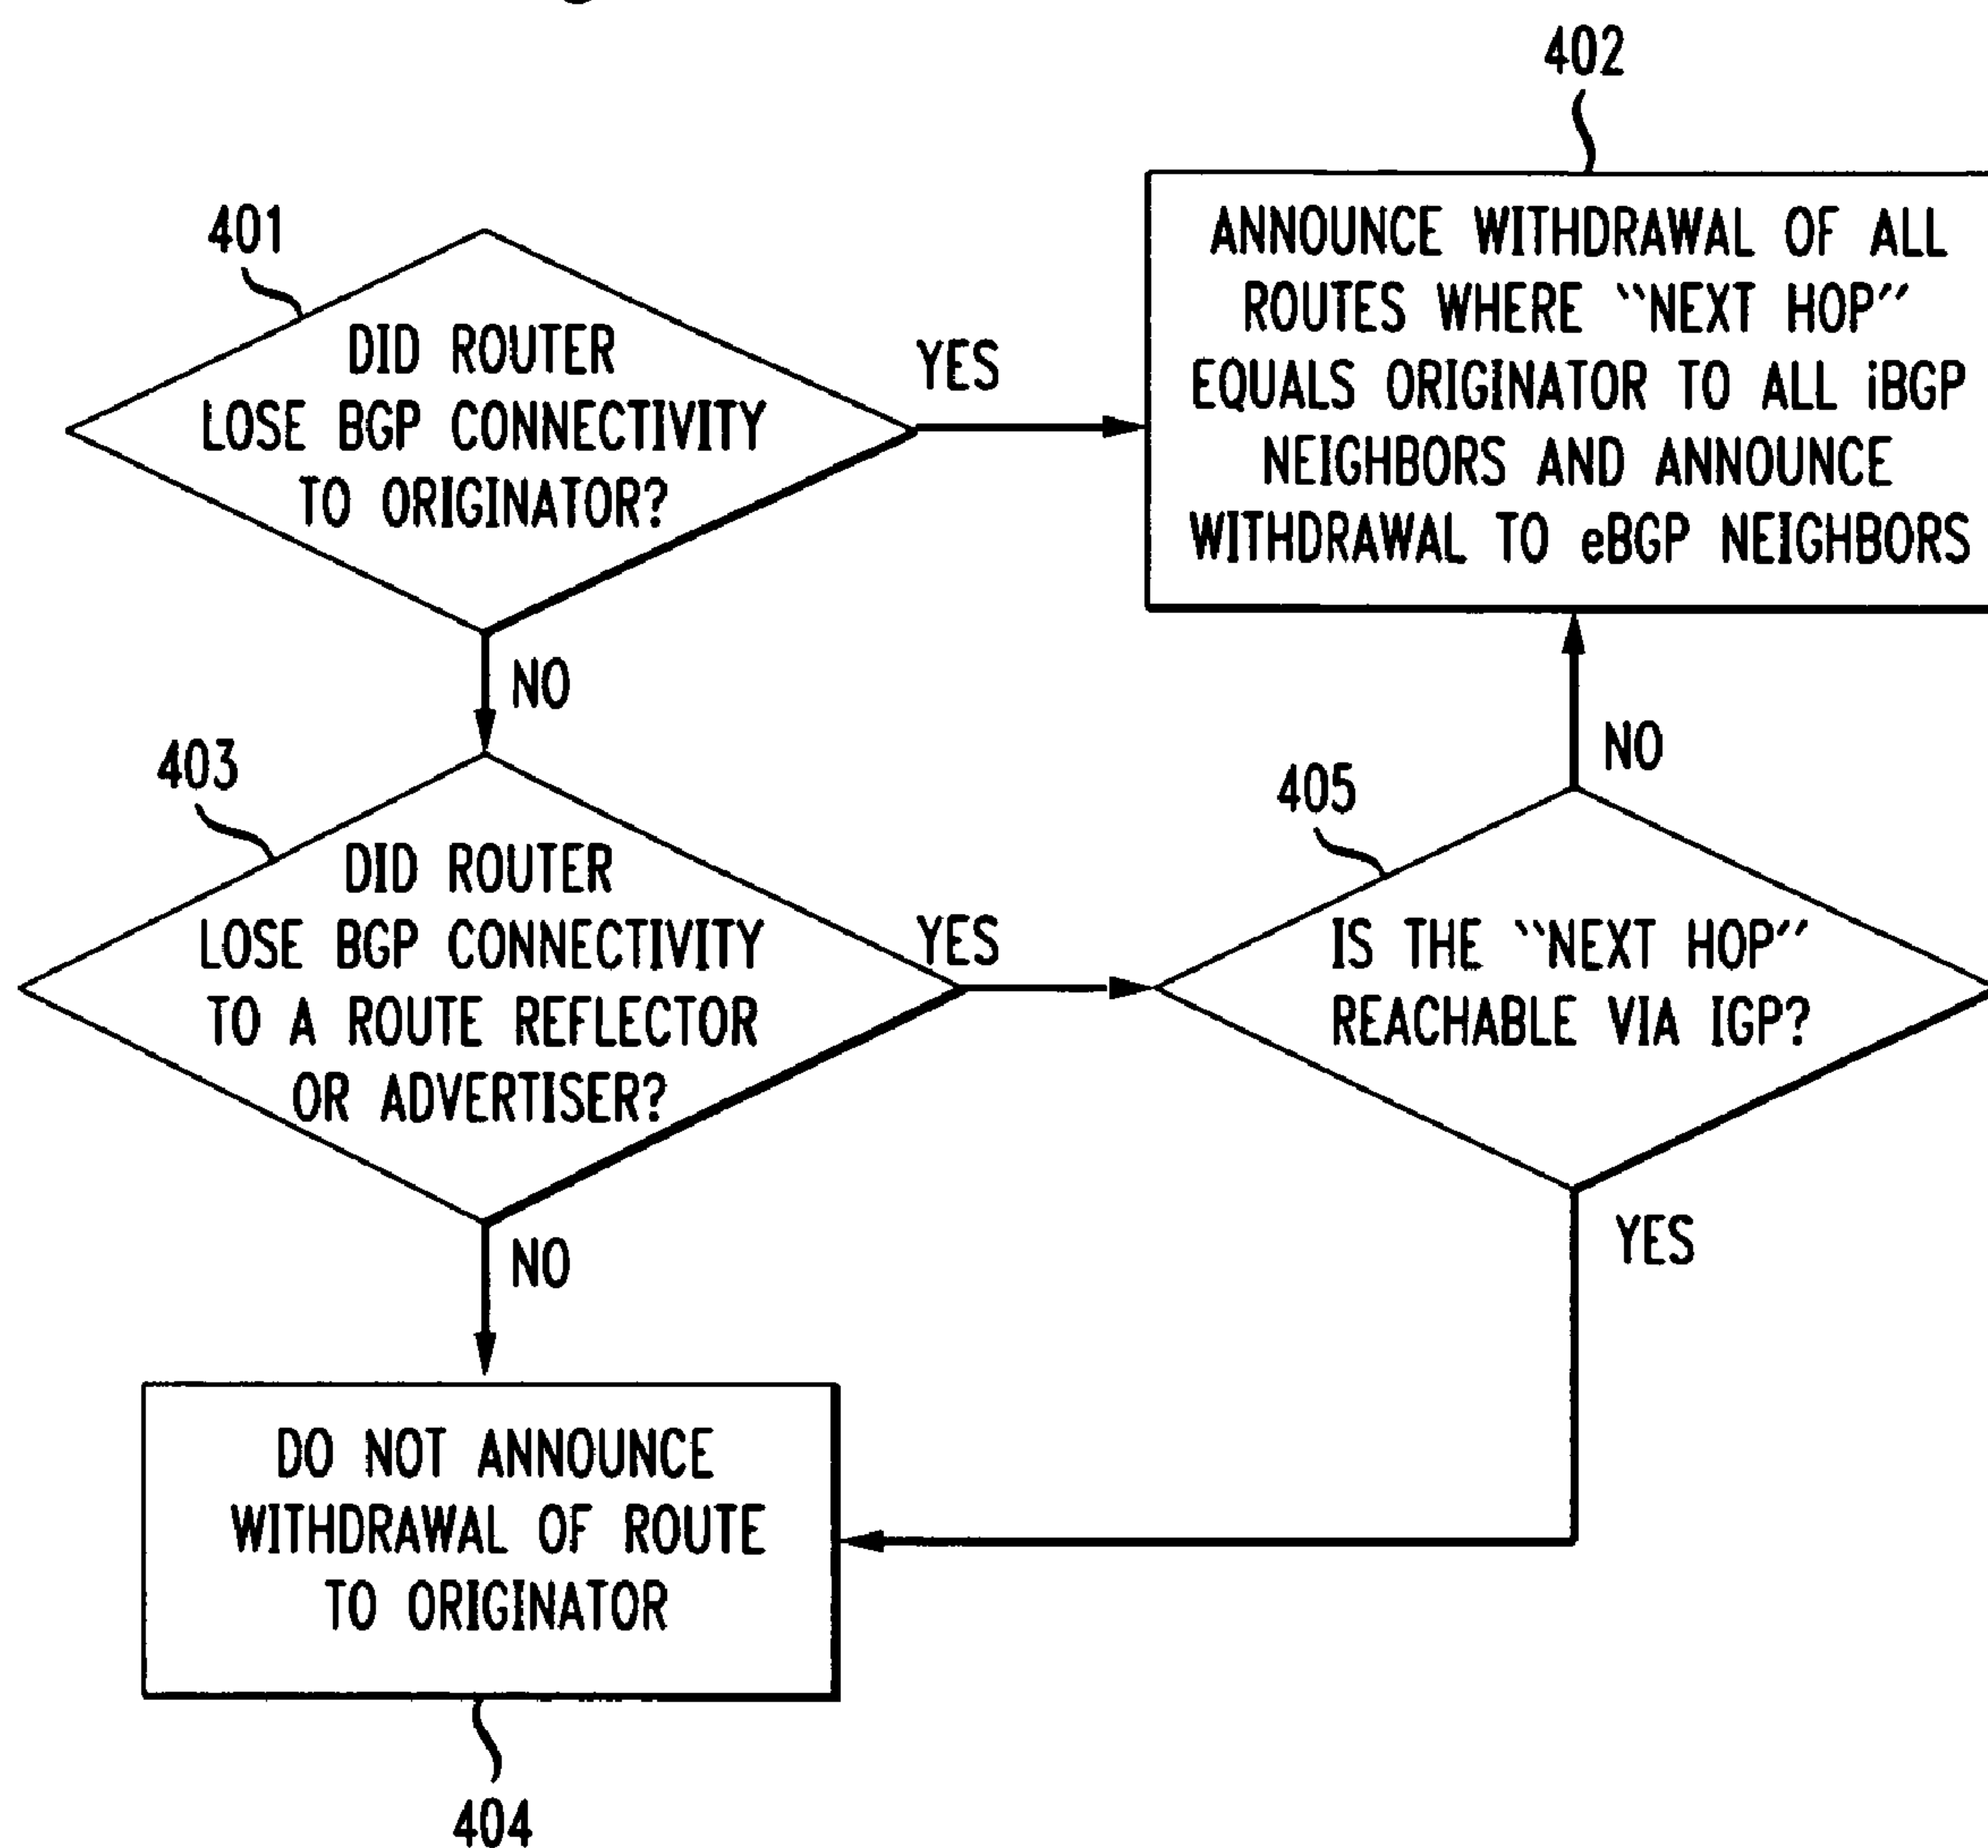 402
401
ANNOUNCE WITHDRAWAL OF ALL
ROUTES WHERE "NEXT HOP"
EQUALS ORIGINATOR TO ALL iBGP
NEIGHBORS AND ANNOUNCE
WITHDRAWAL TO eBGP NEIGHBORS
DID ROUTER
LOSE BGP CONNECTIVITY
TO ORIGINATOR?
YES
NO
403
DID ROUTER
LOSE BGP CONNECTIVITY
TO A ROUTE REFLECTOR
OR ADVERTISER?
YES
NO
405
IS THE "NEXT HOP"
REACHABLE VIA IGP?
NO
YES
DO NOT ANNOUNCE
WITHDRAWAL OF ROUTE
TO ORIGINATOR
404